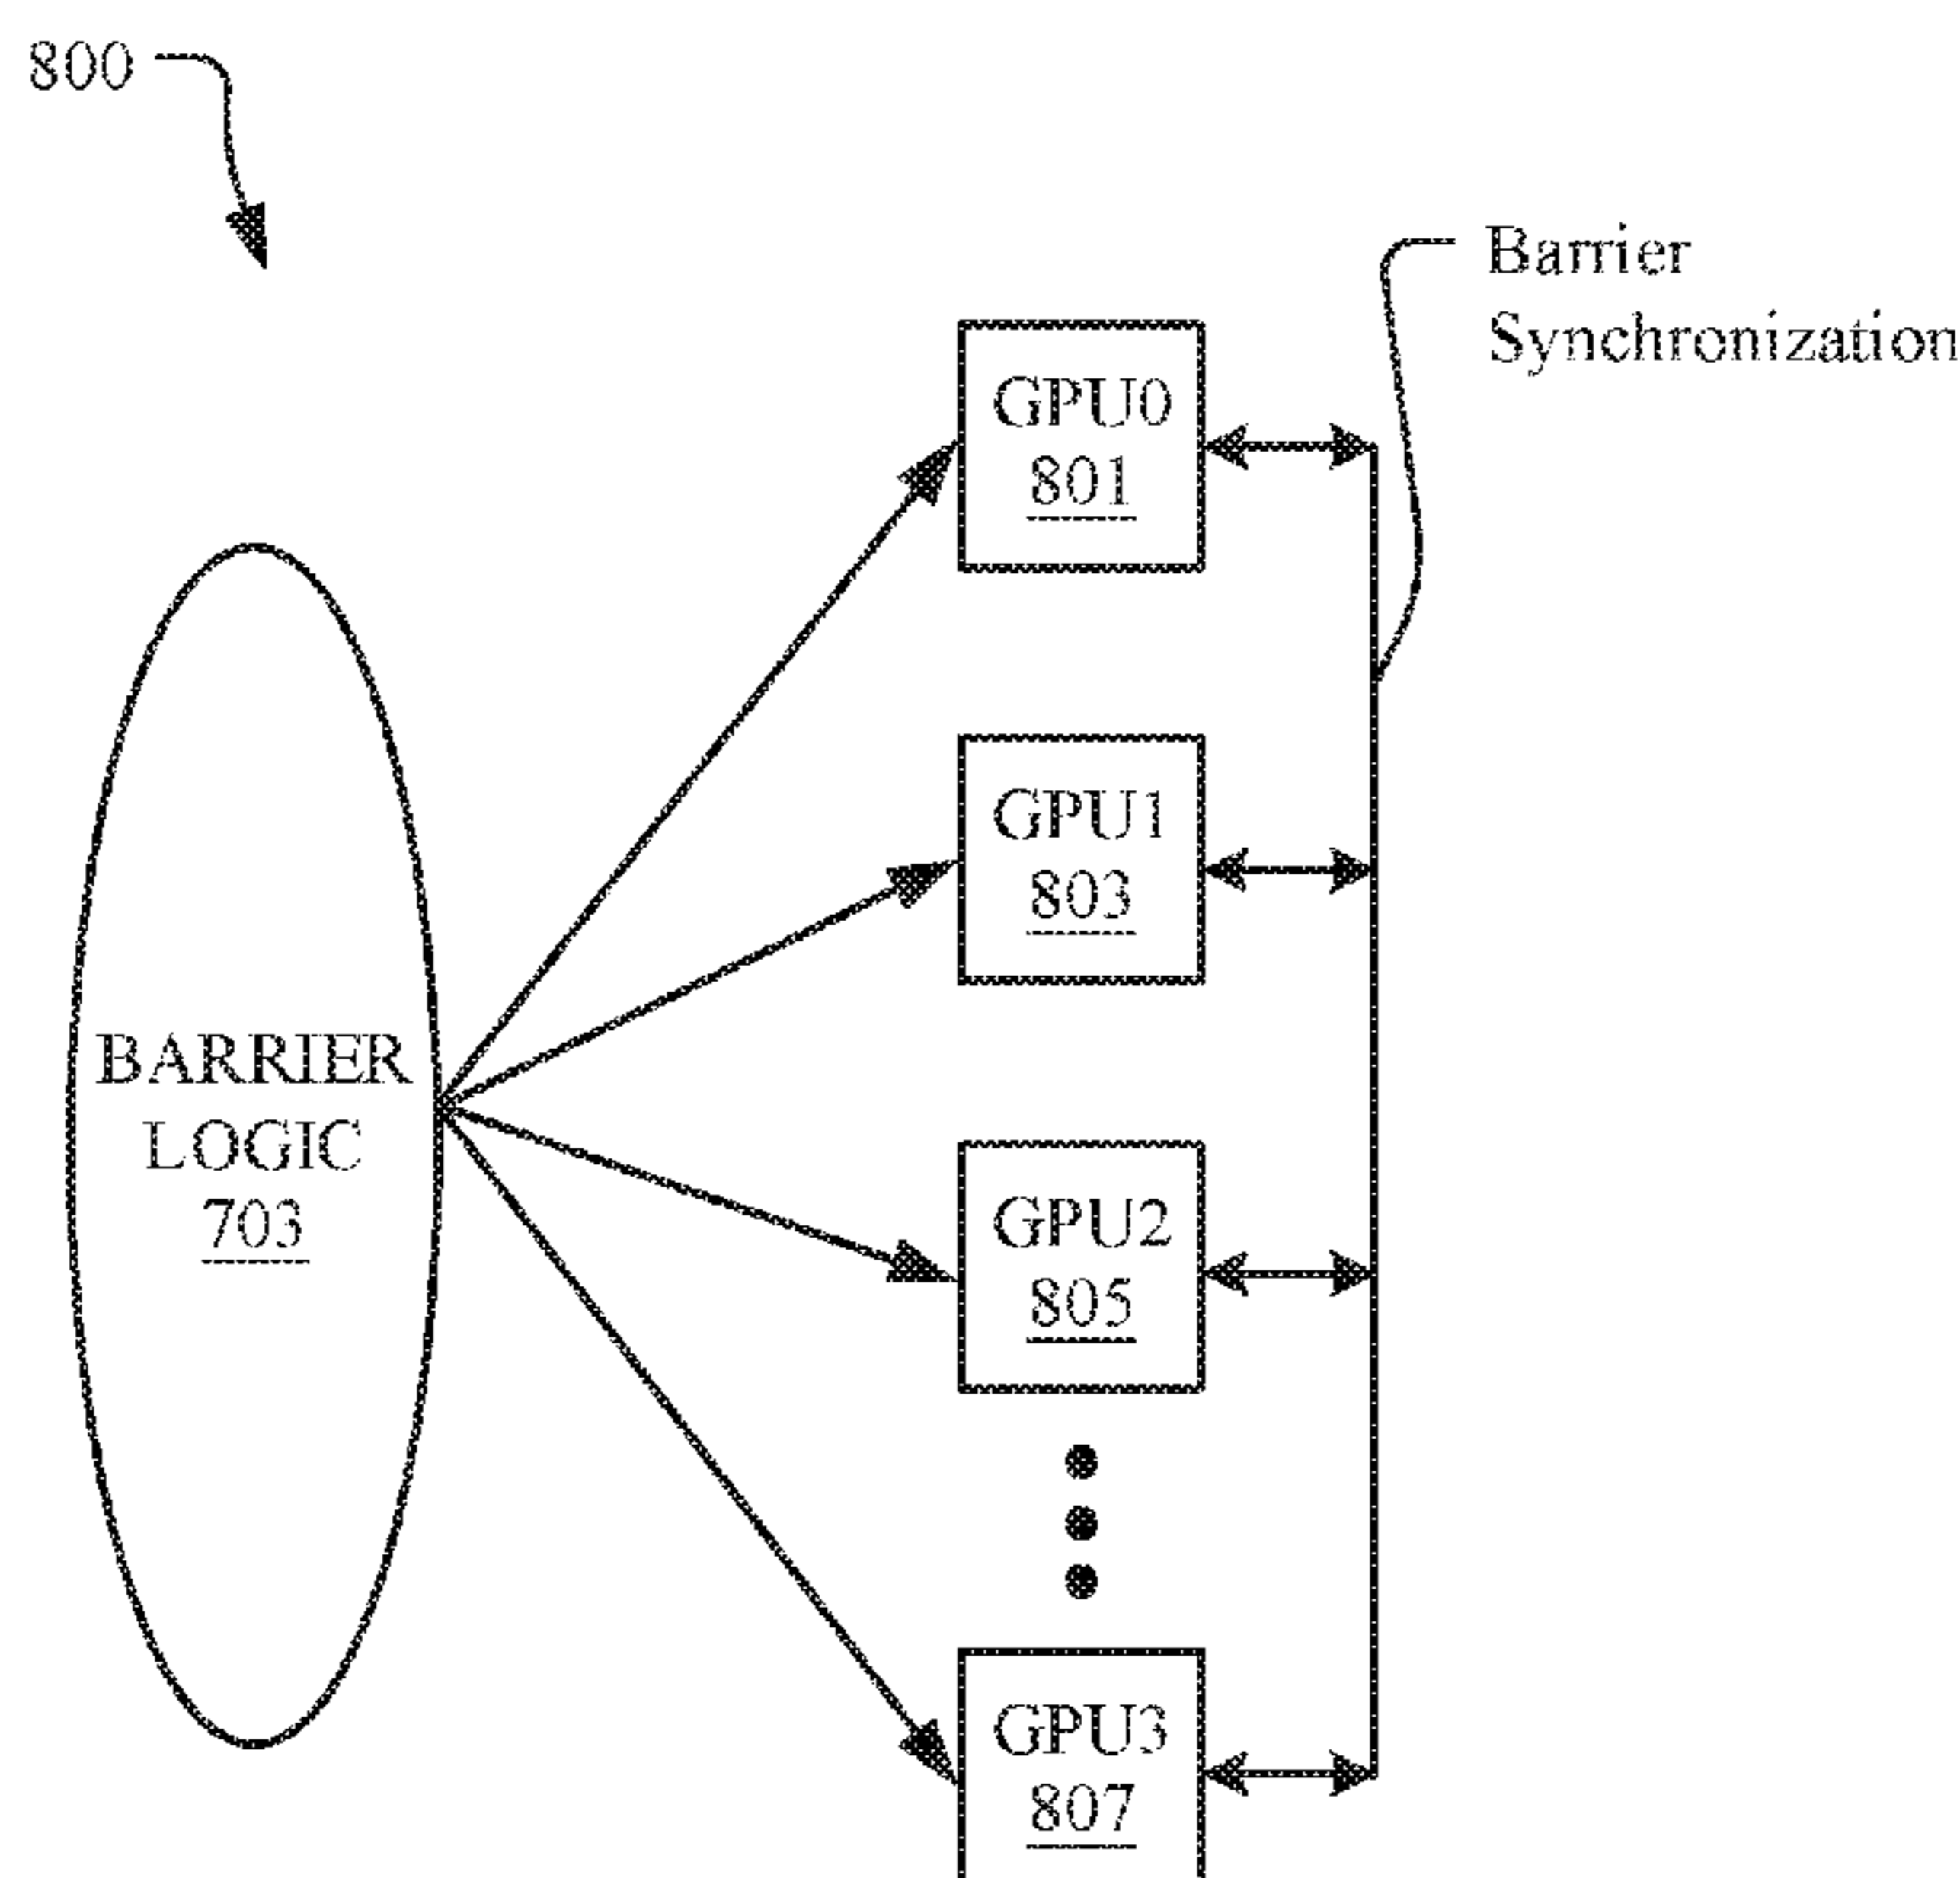 800
Barrier
Synchronization
GPU0
801
GPU1
803
BARRIER
LOGIC
703
GPU2
805
GPU3
807